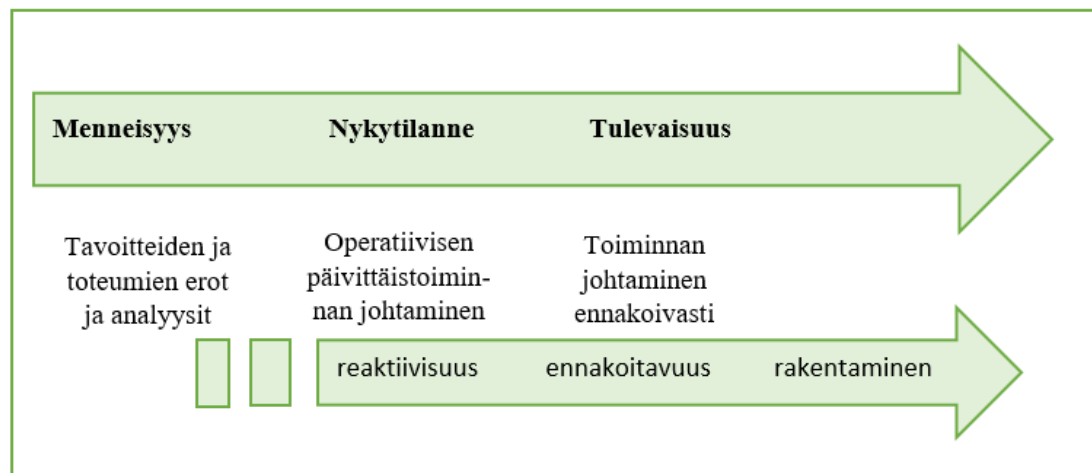 Menneisyys Nykytilanne Tulevaisuus
Tavoitteiden ja
toteumien erot
ja analyysit
Operatiivisen
päivittäistoimin-
nan johtaminen
Toiminnan
johtaminen
ennakoivasti
reaktiivisuus ennakoitavuus rakentaminen